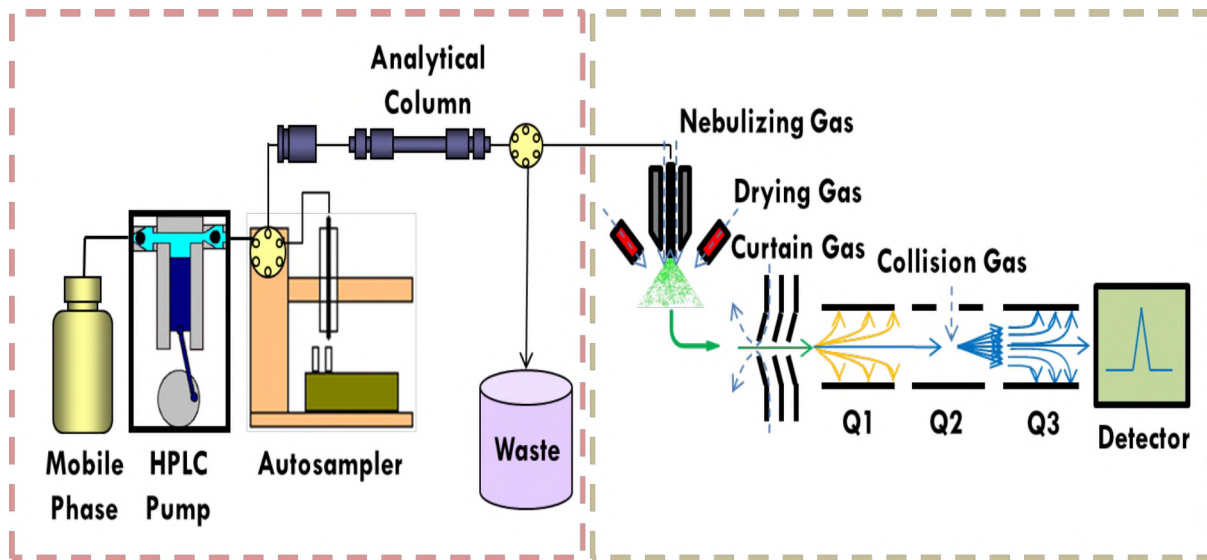 Analytical
Column
Nebulizing Gas
Drying Gas
Curtain Gas
Collision Gas
Mobile
Phase
HPLC
Pump
Autosampler
Waste
Q1
Q2
Q3
Detector